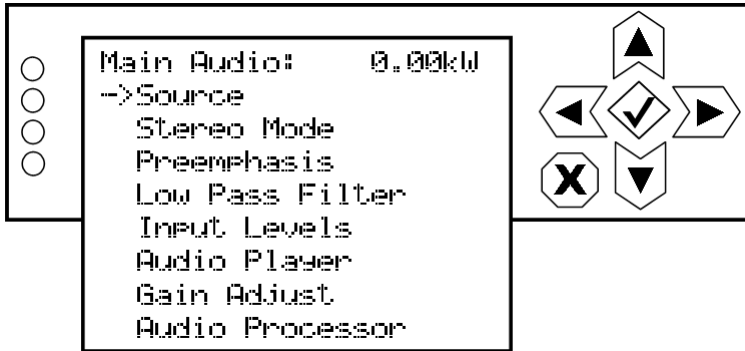 Main Audio: 0.00kW
->Source
Stereo Mode
Preemphasis
Low Pass Filter
Input Levels
Audio Player
Gain Adjust
Audio Processor
X